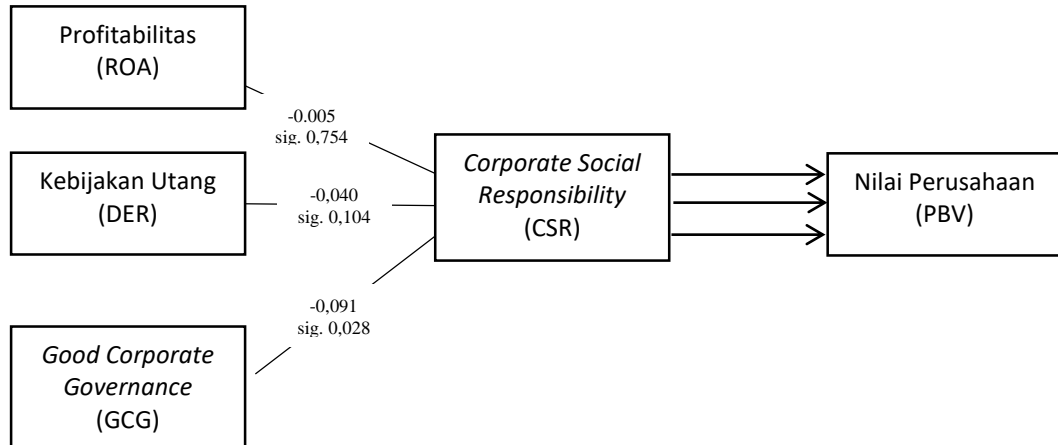 Profitabilitas
(ROA)
-0.005
sig. 0,754
Kebijakan Utang
(DER)
-0,040
sig. 0,104
Corporate Social
Responsibility
(CSR)
Nilai Perusahaan
(PBV)
-0,091
sig. 0,028
Good Corporate
Governance
(GCG)